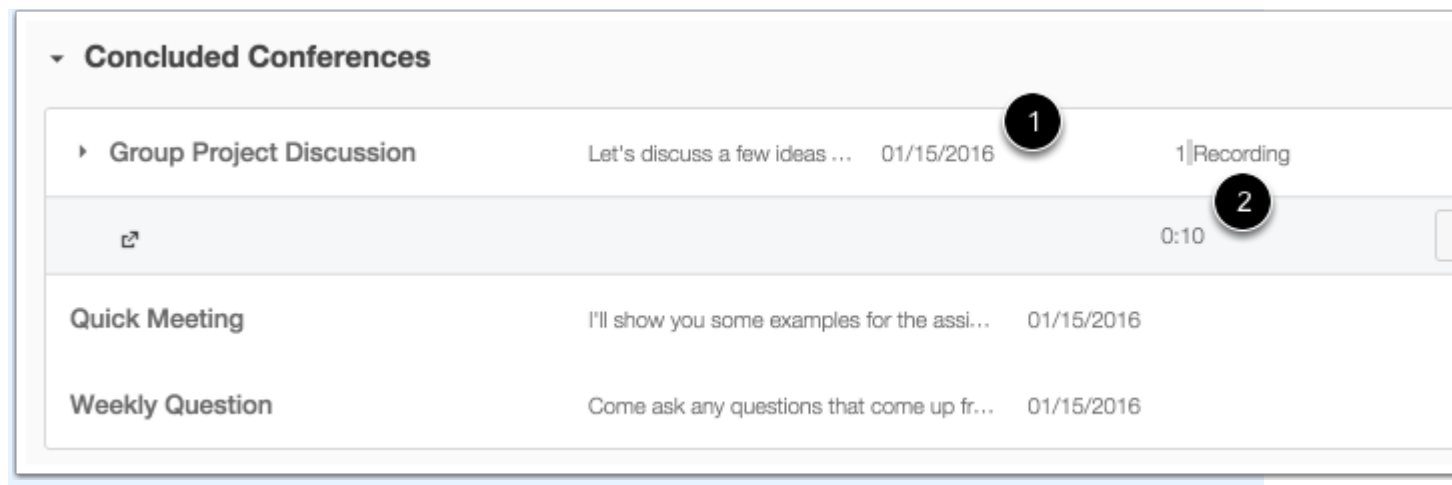 Concluded Conferences
1
Group Project Discussion Let's discuss a few ideas ... 01/15/2016 1 Recording
2
0:10
Quick Meeting I'll show you some examples for the assi... 01/15/2016
Weekly Question Come ask any questions that come up fr... 01/15/2016